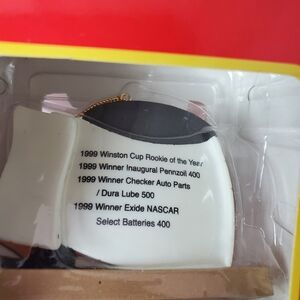 1999 Winston Cup Rookie of the Year
1999 Winner Inaugural Pennzoil 400
1999 Winner Checker Auto Parts
/ Dura Lube 500
1999 Winner Exide NASCAR
Select Batteries 400